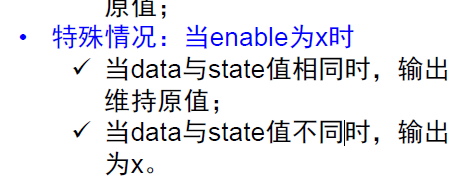 原值；
• 特殊情况：当enable为x时
✓ 当data与state值相同时，输出
维持原值；
✓ 当data与state值不同时，输出
为x。